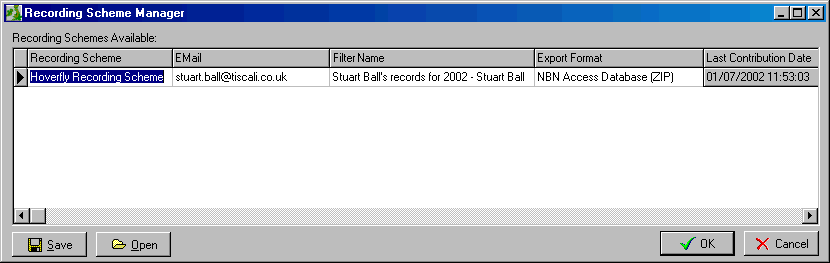 Recording Scheme Manager
Recording Schemes Available:
Recording Scheme EMail Filter Name Export Format Last Contribution Date
Hoverfly Recording Scheme stuart.ball@tiscali.co.uk Stuart Ball's records for 2002 - Stuart Ball NBN Access Database (ZIP) 01/07/2002 11:53:03
Save Open OK Cancel